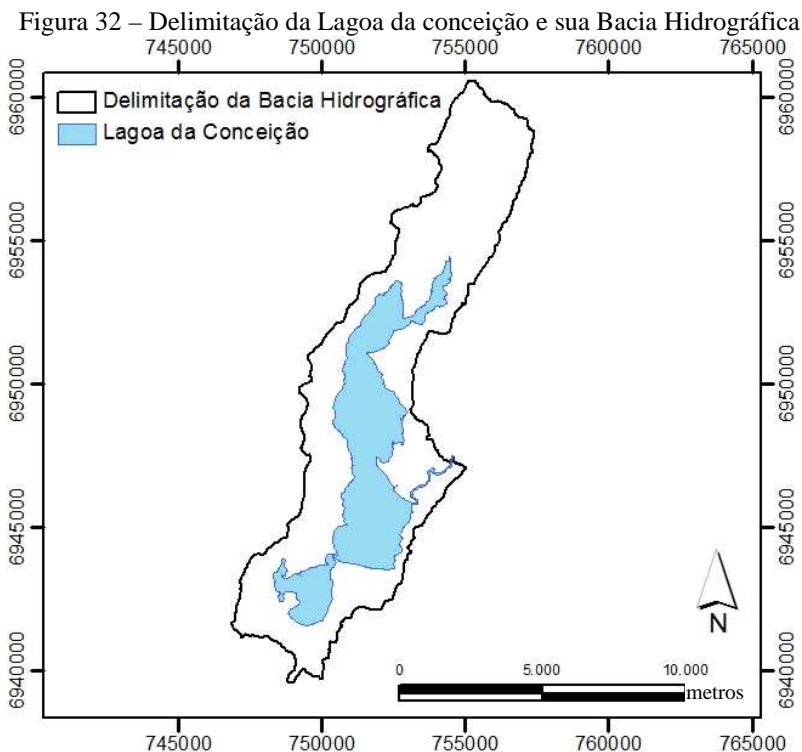 Figura 32 – Delimitação da Lagoa da conceição e sua Bacia Hidrográfica
745000 750000 755000 760000 765000
Delimitação da Bacia Hidrográfica
Lagoa da Conceição
6960000 6960000
6955000 6955000
6950000 6950000
6945000 6945000
6940000 6940000
N
0 5.000 10.000
metros
745000 750000 755000 760000 765000